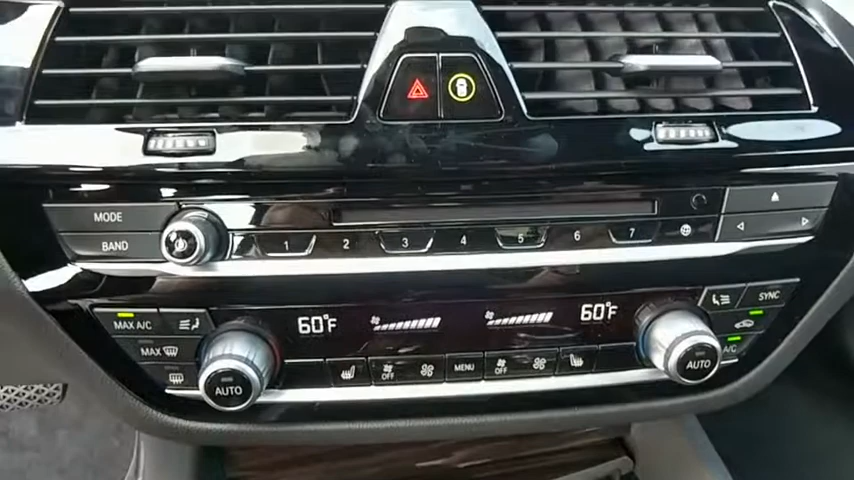 MODE
BAND
1 2 3 4 5 6 7
MAX A/C
MAX
AUTO
60°F
60°F
OFF
MENU
OFF
SYNC
A/C
AUTO